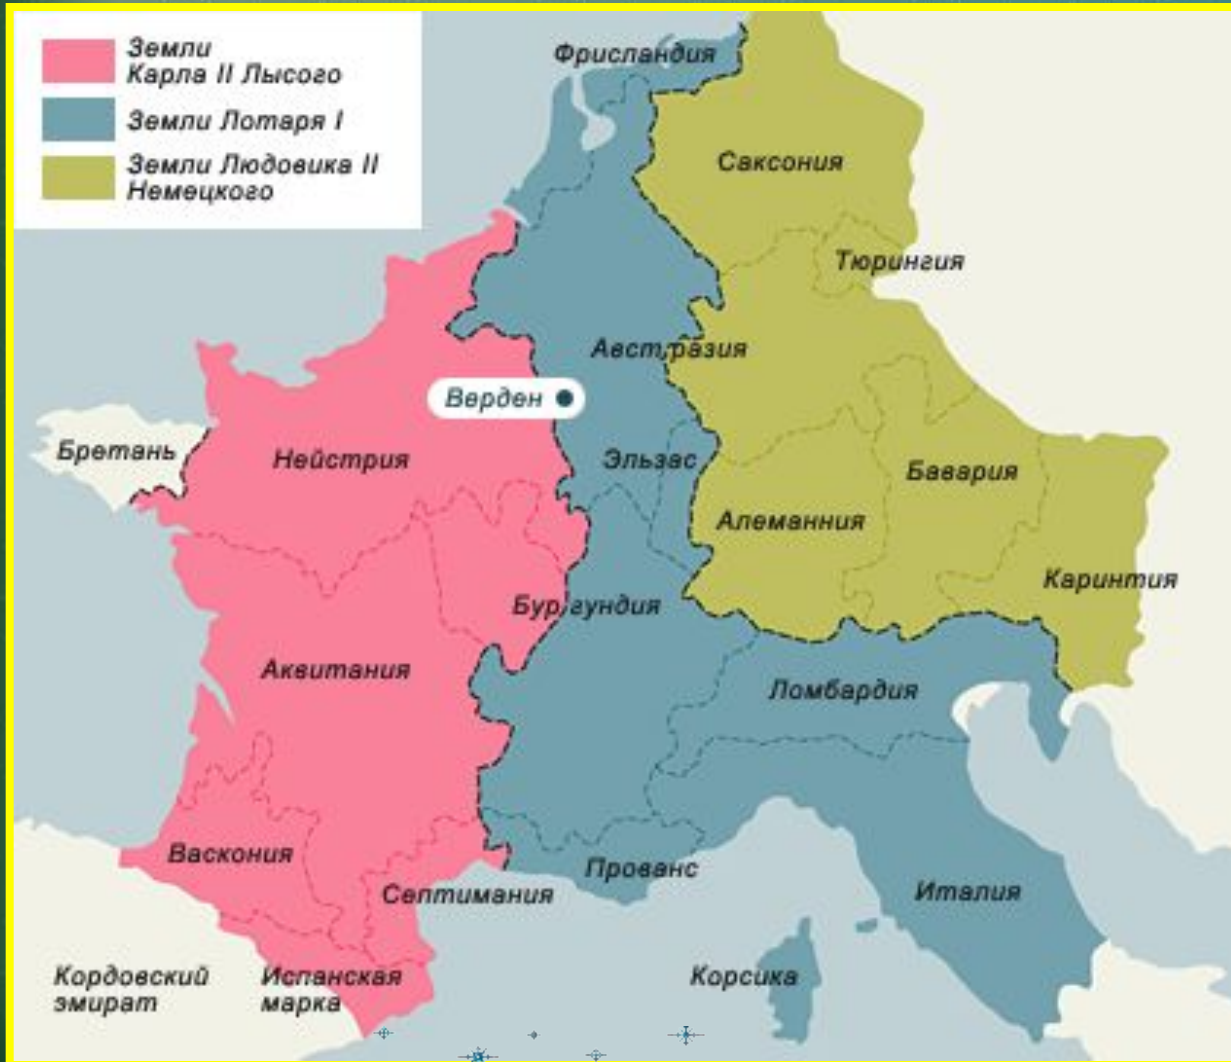 Земли
Карла II Лысого
Земли Лотаря I
Земли Людовика II
Немецкого
Фрисландия
Саксония
Тюрингия
Австразия
Верден
Бретань
Нейстрия
Эльзас
Бавария
Алеманния
Каринтия
Бургундия
Аквитания
Ломбардия
Васкония
Прованс
Септимания
Италия
Кордовский
эмират
Испанская
марка
Корсика